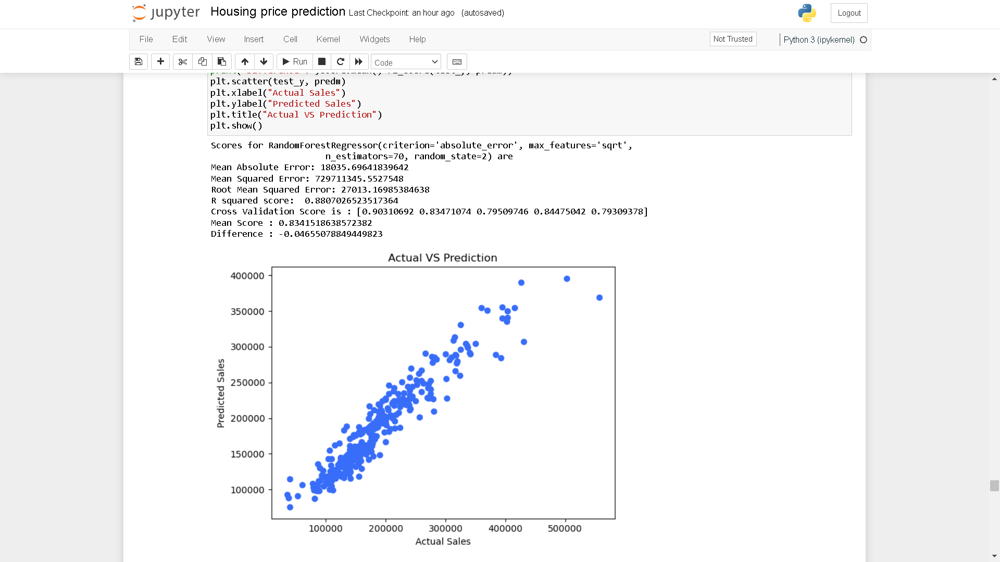 jupyter Housing price prediction Last Checkpoint: an hour ago (autosaved)
Logout
File Edit View Insert Cell Kernel Widgets Help
Not Trusted
Python 3 (ipykernel)
Run
Code
plt.scatter(test_y, predm)
plt.xlabel("Actual Sales")
plt.ylabel("Predicted Sales")
plt.title("Actual VS Prediction")
plt.show()
Scores for RandomForestRegressor(criterion='absolute_error', max_features='sqrt',
n_estimators=70, random_state=2) are
Mean Absolute Error: 18035.69641839642
Mean Squared Error: 729711345.5527548
Root Mean Squared Error: 27013.16985384638
R squared score:  0.8807026523517364
Cross Validation Score is : [0.90310692 0.83471074 0.79509746 0.84475042 0.79309378]
Mean Score : 0.8341518638572382
Difference : -0.04655078849449823
Actual VS Prediction
400000
350000
300000
250000
200000
150000
100000
Predicted Sales
100000 200000 300000 400000 500000
Actual Sales